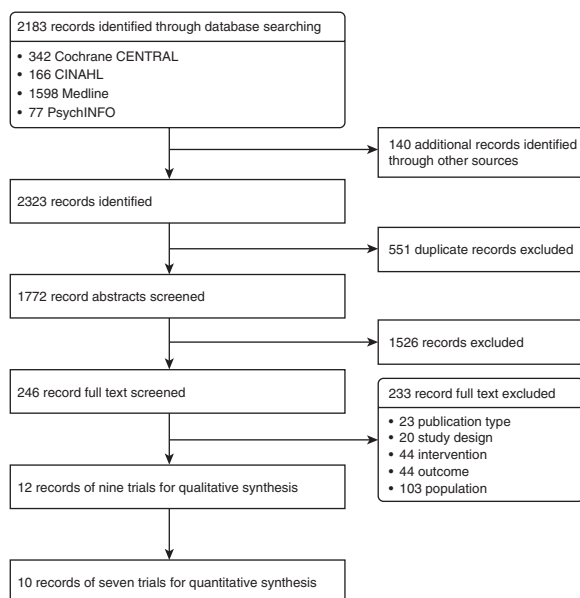 2183 records identified through database searching
• 342 Cochrane CENTRAL
• 166 CINAHL
• 1598 Medline
• 77 PsychINFO
140 additional records identified
through other sources
2323 records identified
551 duplicate records excluded
1772 record abstracts screened
1526 records excluded
246 record full text screened
233 record full text excluded
• 23 publication type
• 20 study design
• 44 intervention
• 44 outcome
• 103 population
12 records of nine trials for qualitative synthesis
10 records of seven trials for quantitative synthesis